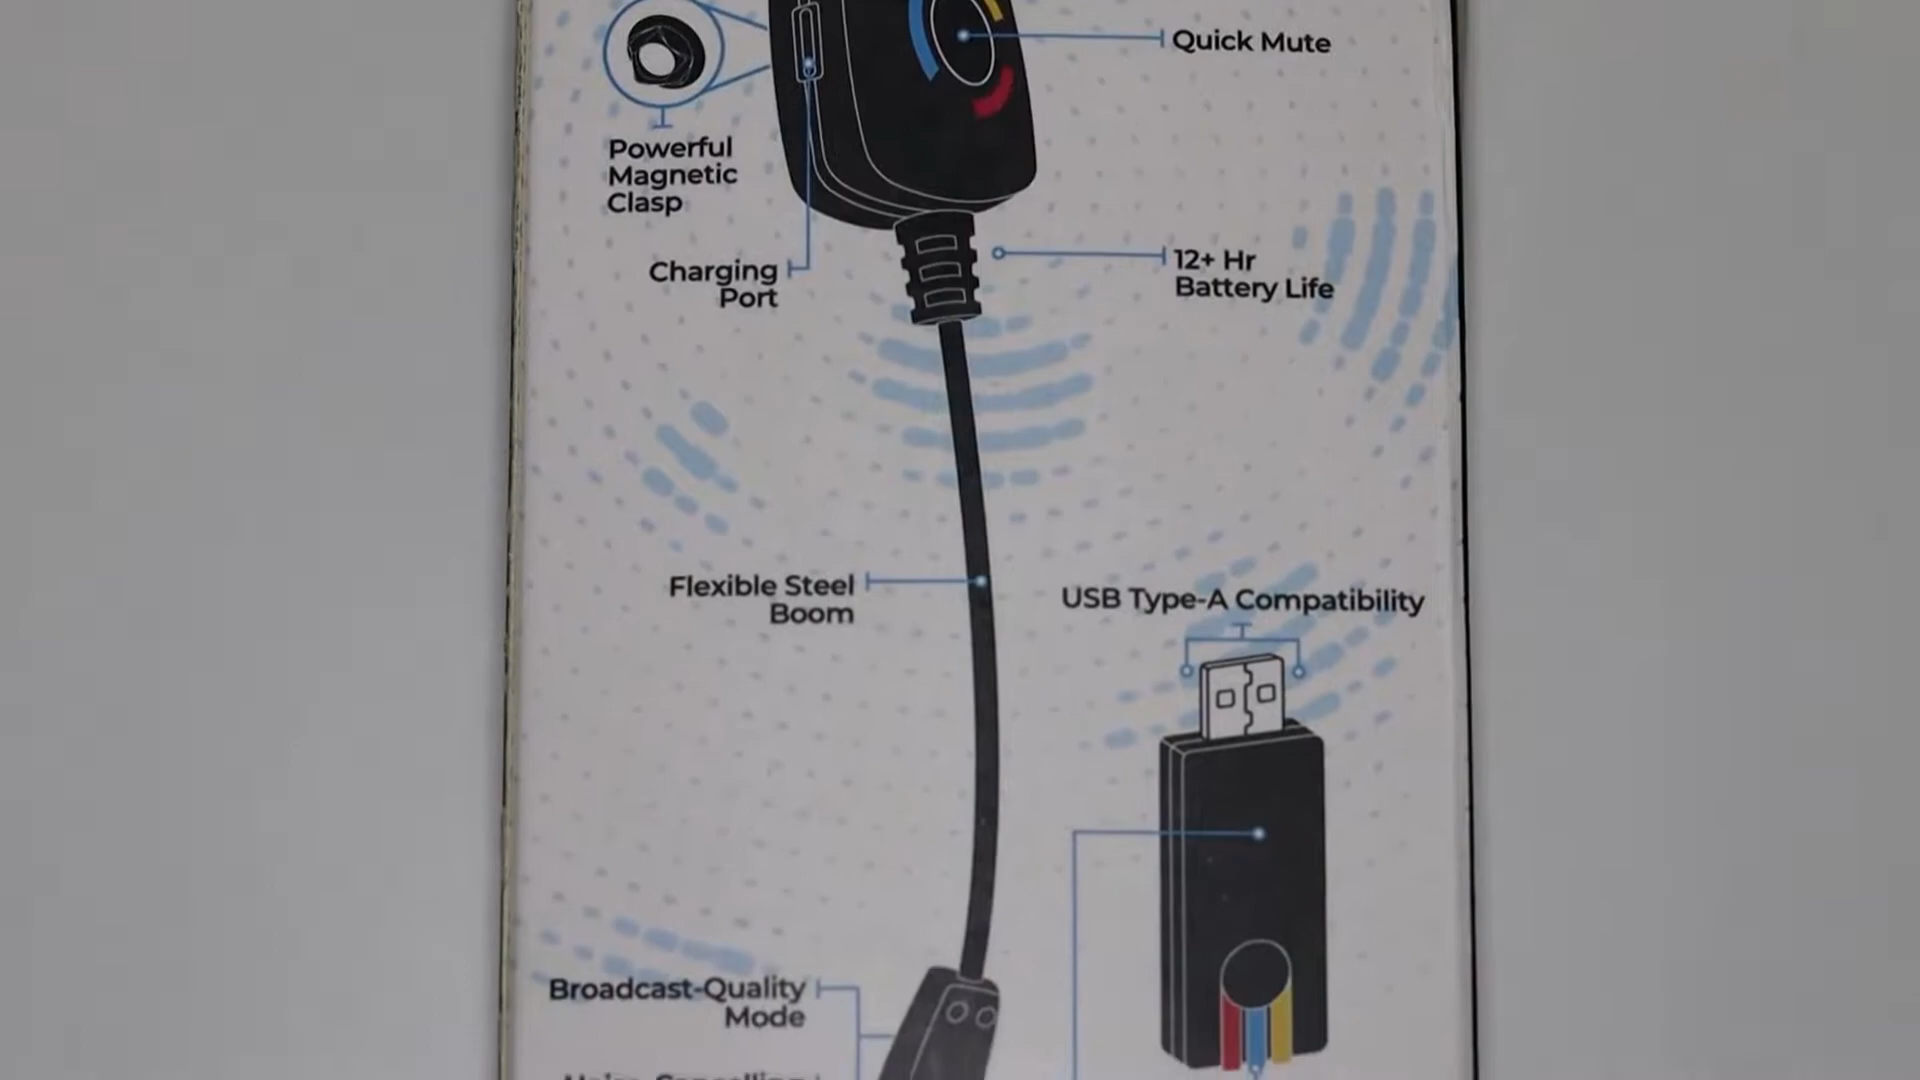 Quick Mute
Powerful
Magnetic
Clasp
Charging
Port
12+ Hr
Battery Life
Flexible Steel
Boom
USB Type-A Compatibility
Broadcast-Quality
Mode